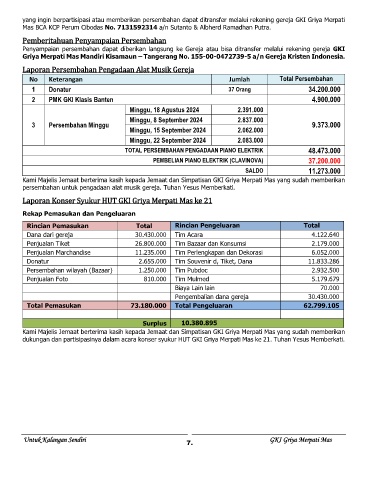 yang ingin berpartisipasi atau memberikan persembahan dapat ditransfer melalui rekening gereja GKI Griya Merpati
Mas BCA KCP Perum Cibodas No. 7131592314 a/n Sutanto & Albherd Ramadhan Putra.
Pemberitahuan Penyampaian Persembahan
Penyampaian persembahan dapat diberikan langsung ke Gereja atau bisa ditransfer melalui rekening gereja GKI
Griya Merpati Mas Mandiri Kisamaun – Tangerang No. 155-00-0472739-5 a/n Gereja Kristen Indonesia.
Laporan Persembahan Pengadaan Alat Musik Gereja
No Keterangan Jumlah Total Persembahan
1 Donatur 37 Orang 34.200.000
2 PMK GKI Klasis Banten 4.900.000
3 Persembahan Minggu Minggu, 18 Agustus 2024 2.391.000 9.373.000
Minggu, 8 September 2024 2.837.000
Minggu, 15 September 2024 2.062.000
Minggu, 22 September 2024 2.083.000
TOTAL PERSEMBAHAN PENGADAAN PIANO ELEKTRIK 48.473.000
PEMBELIAN PIANO ELEKTRIK (CLAVINOVA) 37.200.000
SALDO 11.273.000
Kami Majelis Jemaat berterima kasih kepada Jemaat dan Simpatisan GKI Griya Merpati Mas yang sudah memberikan
persembahan untuk pengadaan alat musik gereja. Tuhan Yesus Memberkati.
Laporan Konser Syukur HUT GKI Griya Merpati Mas ke 21
Rekap Pemasukan dan Pengeluaran
Rincian Pemasukan Total Rincian Pengeluaran Total
Dana dari gereja 30.430.000 Tim Acara 4.122.640
Penjualan Tiket 26.800.000 Tim Bazaar dan Konsumsi 2.179.000
Penjualan Marchandise 11.235.000 Tim Perlengkapan dan Dekorasi 6.052.000
Donatur 2.655.000 Tim Souvenir d, Tiket, Dana 11.833.286
Persembahan wilayah (Bazaar) 1.250.000 Tim Pubdoc 2.932.500
Penjualan Foto 810.000 Tim Mulmed 5.179.679
Biaya Lain lain 70.000
Pengembalian dana gereja 30.430.000
Total Pemasukan 73.180.000 Total Pengeluaran 62.799.105
Surplus 10.380.895
Kami Majelis Jemaat berterima kasih kepada Jemaat dan Simpatisan GKI Griya Merpati Mas yang sudah memberikan
dukungan dan partisipasinya dalam acara konser syukur HUT GKI Griya Merpati Mas ke 21. Tuhan Yesus Memberkati.
Untuk Kalangan Sendiri 7. GKI Griya Merpati Mas